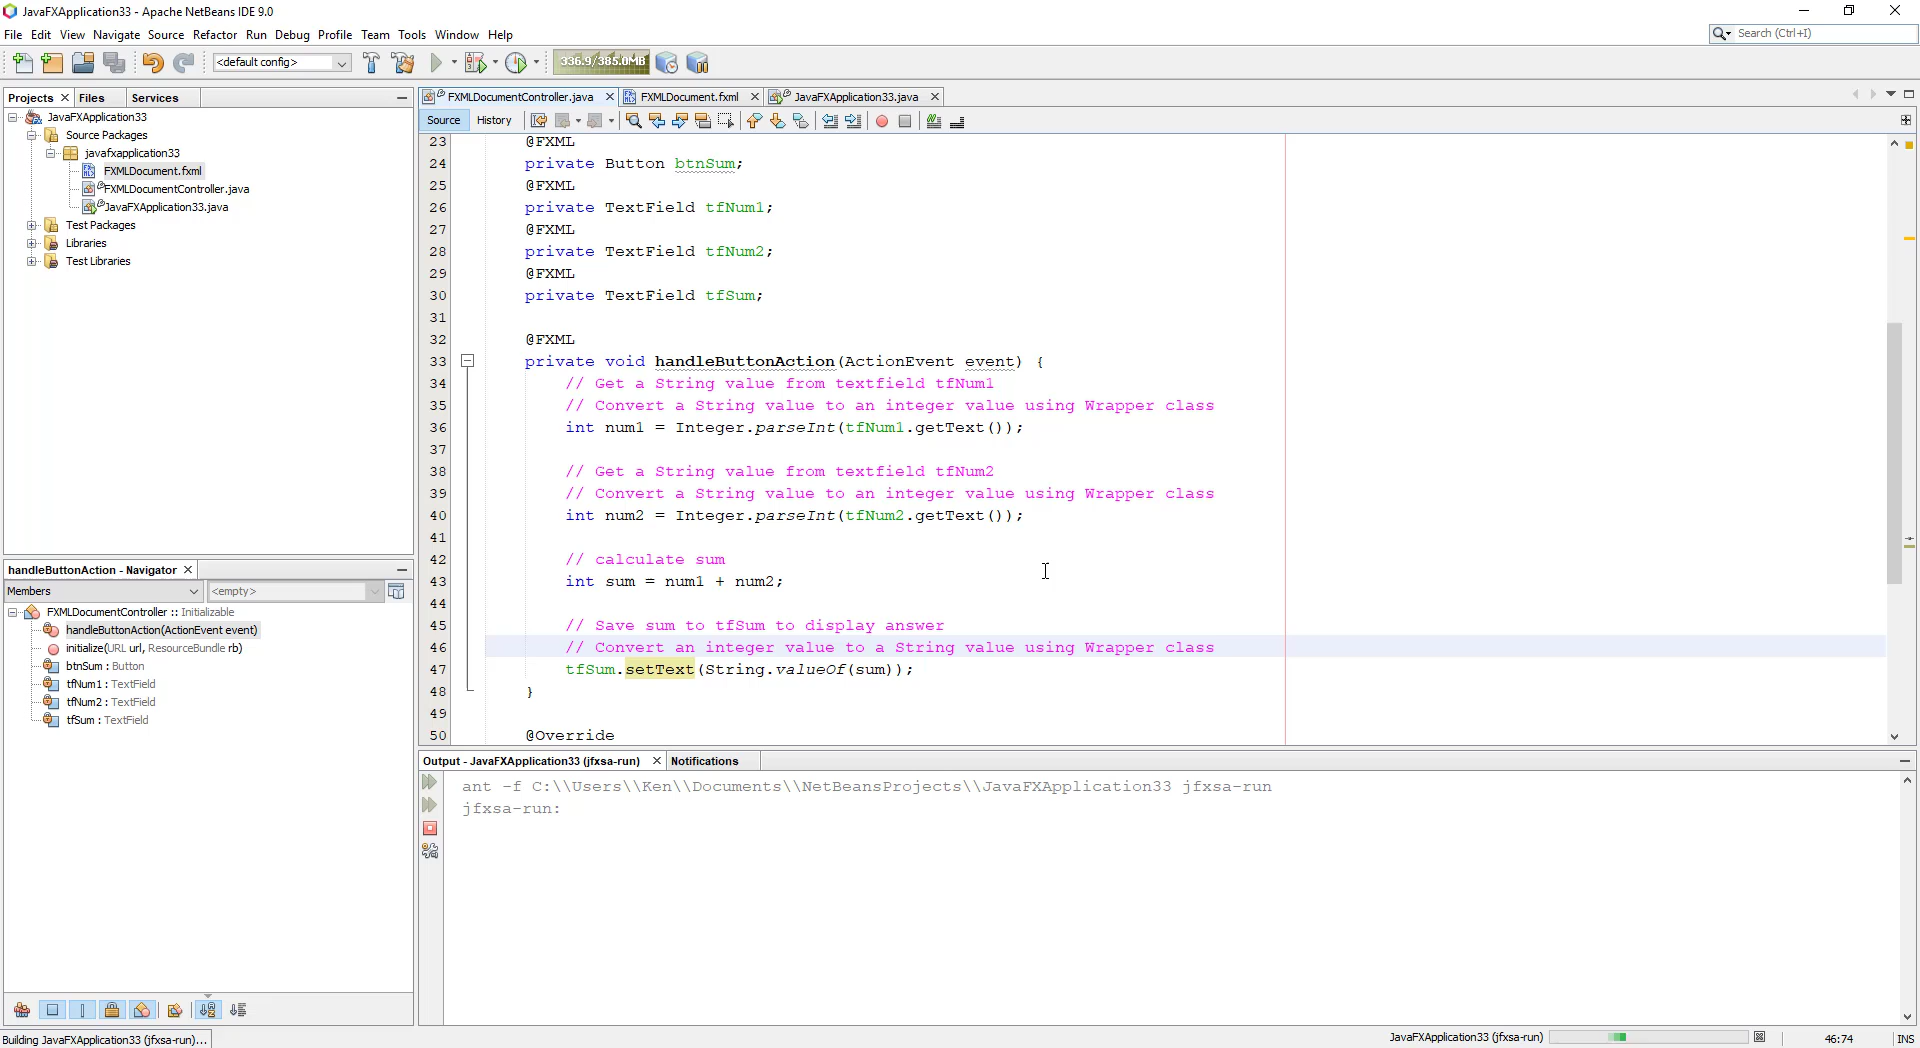 JavaFXApplication33 - Apache NetBeans IDE 9.0
File Edit View Navigate Source Refactor Run Debug Profile Team Tools Window Help
Search (Ctrl+I)
<default config>
336.9/385.0MB
Projects Files Services
JavaFXApplication33
Source Packages
javafxapplication33
FXMLDocument.fxml
FXMLDocumentController.java
JavaFXApplication33.java
Test Packages
Libraries
Test Libraries
handleButtonAction - Navigator
Members <empty>
FXMLDocumentController :: Initializable
handleButtonAction(ActionEvent event)
initialize(URL url, ResourceBundle rb)
btnSum : Button
tfNum1 : TextField
tfNum2 : TextField
tfSum : TextField
FXMLDocumentController.java FXMLDocument.fxml JavaFXApplication33.java
Source History
23 @FXML
24 private Button btnSum;
25 @FXML
26 private TextField tfNum1;
27 @FXML
28 private TextField tfNum2;
29 @FXML
30 private TextField tfSum;
31
32 @FXML
33 private void handleButtonAction(ActionEvent event) {
34 // Get a String value from textfield tfNum1
35 // Convert a String value to an integer value using Wrapper class
36 int num1 = Integer.parseInt(tfNum1.getText());
37
38 // Get a String value from textfield tfNum2
39 // Convert a String value to an integer value using Wrapper class
40 int num2 = Integer.parseInt(tfNum2.getText());
41
42 // calculate sum
43 int sum = num1 + num2;
44
45 // Save sum to tfSum to display answer
46 // Convert an integer value to a String value using Wrapper class
47 tfSum.setText(String.valueOf(sum));
48 }
49
50 @Override
Output - JavaFXApplication33 (jfxsa-run) Notifications
ant -f C:\\Users\\Ken\\Documents\\NetBeansProjects\\JavaFXApplication33 jfxsa-run
jfxsa-run:
Building JavaFXApplication33 (jfxsa-run)...
JavaFXApplication33 (jfxsa-run) 46:74 INS